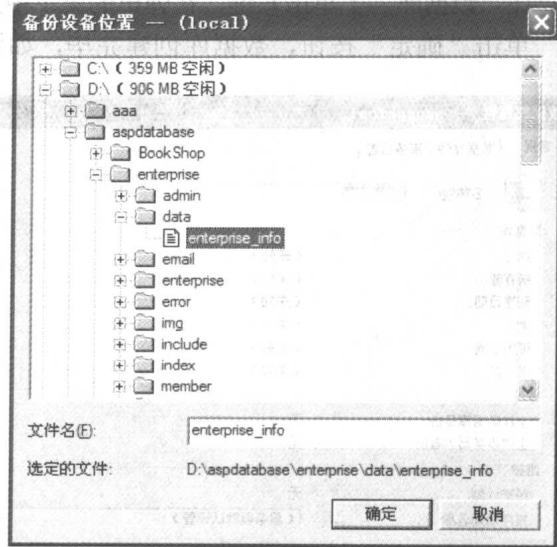 备份设备位置 -- (local)
C:\ ( 359 MB 空闲 )
D:\ ( 906 MB 空闲 )
aaa
aspdatabase
BookShop
enterprise
admin
data
enterprise_info
email
enterprise
error
img
include
index
member
文件名(F):
enterprise_info
选定的文件:
D:\aspdatabase\enterprise\data\enterprise_info
确定
取消